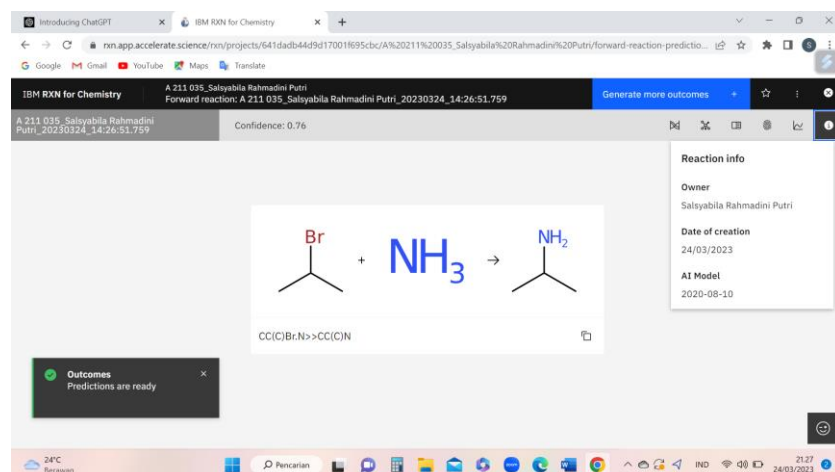 Introducing ChatGPT
IBM RXN for Chemistry
rxn.app.accelerate.science/rxn/projects/641dadb44d9d17001f695cbc/A%20211%20035_Salsyabila%20Rahmadini%20Putri/forward-reaction-predictio...
Google
Gmail
YouTube
Maps
Translate
IBM RXN for Chemistry
A 211 035_Salsyabila Rahmadini Putri
Forward reaction: A 211 035_Salsyabila Rahmadini Putri_20230324_14:26:51.759
Generate more outcomes +
A 211 035_Salsyabila Rahmadini
Putri_20230324_14:26:51.759
Confidence: 0.76
Reaction info
Owner
Salsyabila Rahmadini Putri
Date of creation
24/03/2023
AI Model
2020-08-10
Br
+
NH3
→
NH2
CC(C)Br.N>>CC(C)N
Outcomes
Predictions are ready
24°C
Berawan
Pencarian
IND
21.27
24/03/2023